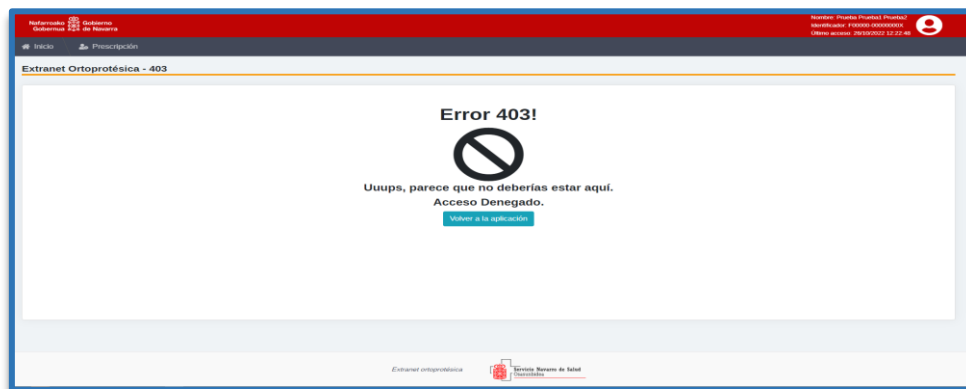 Nafarroako Gobernua
Gobierno de Navarra
Nombre: Prueba Prueba1 Prueba2
Identificador: F00000-00000000X
Último acceso: 26/10/2022 12:22:48
Inicio
Prescripción
Extranet Ortoprotésica - 403
Error 403!
Uuups, parece que no deberías estar aquí.
Acceso Denegado.
Volver a la aplicación
Extranet ortoprotésica
Servicio Navarro de Salud
Osasunbidea